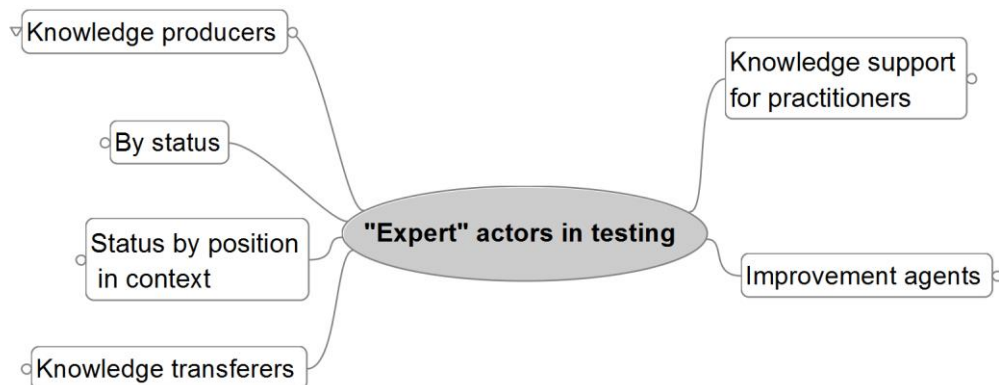 Knowledge producers
By status
Status by position
in context
Knowledge transferers
"Expert" actors in testing
Knowledge support
for practitioners
Improvement agents